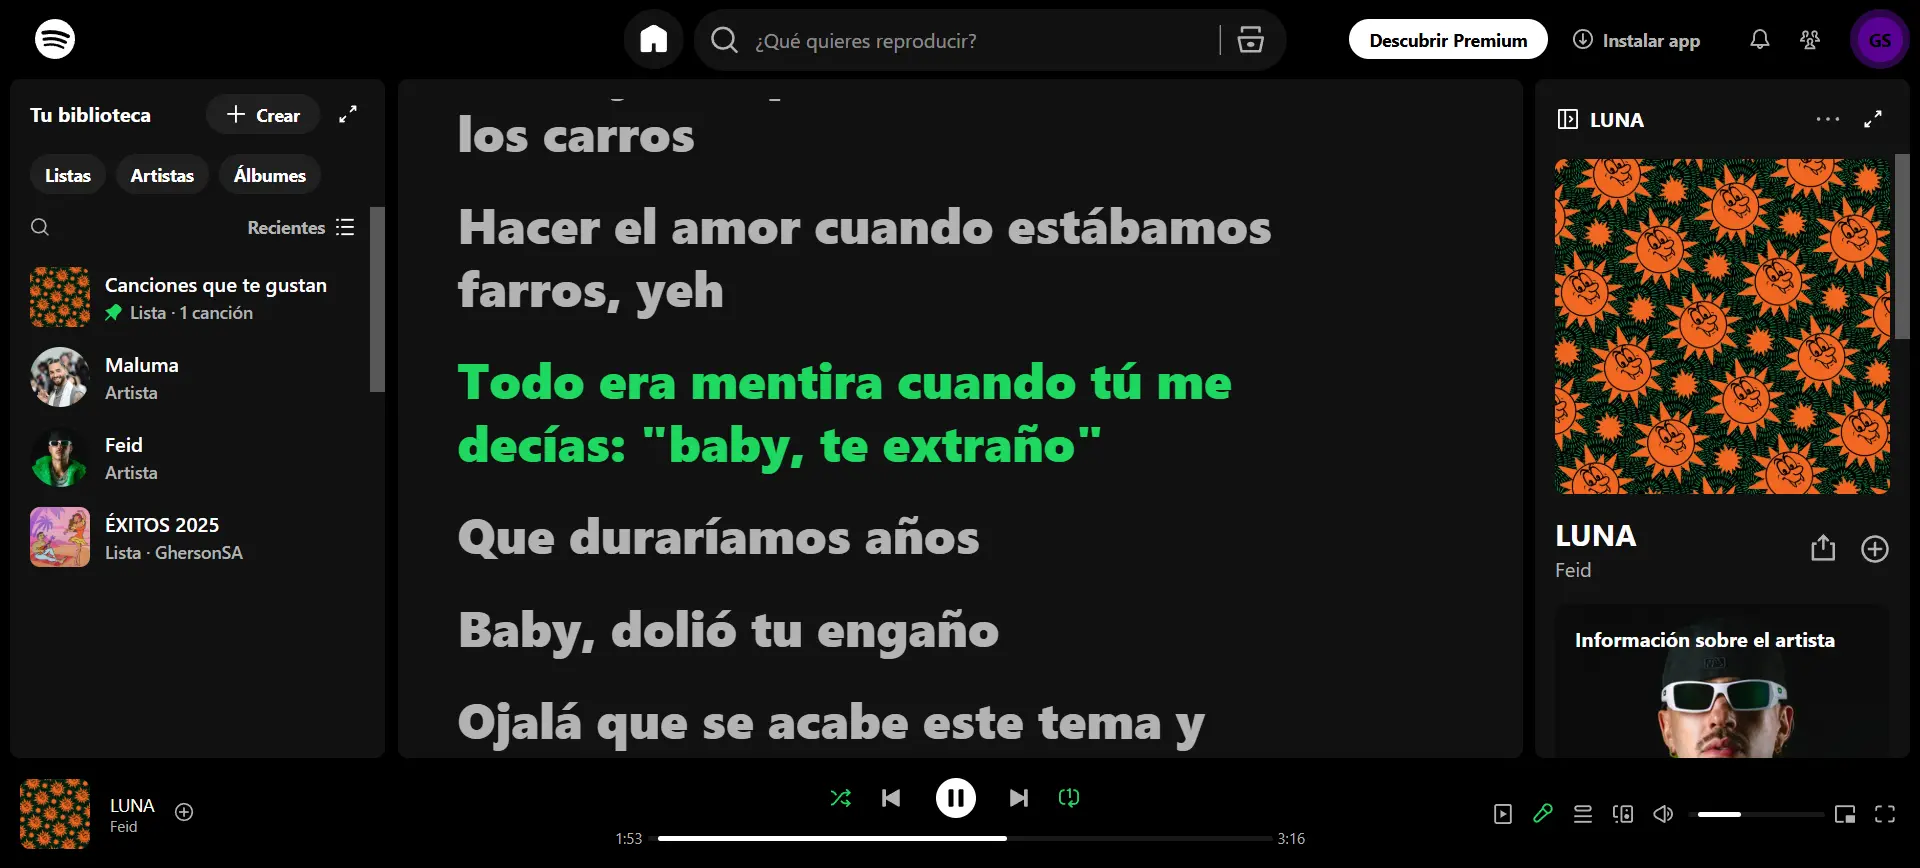 ¿Qué quieres reproducir?
Descubrir Premium
Instalar app
GS
Tu biblioteca
Crear
Listas
Artistas
Álbumes
Recientes
Canciones que te gustan
Lista · 1 canción
Maluma
Artista
Feid
Artista
ÉXITOS 2025
Lista · GhersonSA
los carros
Hacer el amor cuando estábamos
farros, yeh
Todo era mentira cuando tú me
decías: "baby, te extraño"
Que duraríamos años
Baby, dolió tu engaño
Ojalá que se acabe este tema y
LUNA
LUNA
Feid
Información sobre el artista
LUNA
Feid
1:53
3:16